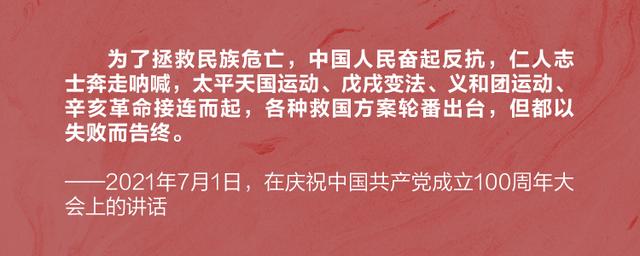 为了拯救民族危亡，中国人民奋起反抗，仁人志
士奔走呐喊，太平天国运动、戊戌变法、义和团运动、
辛亥革命接连而起，各种救国方案轮番出台，但都以
失败而告终。
——2021年7月1日，在庆祝中国共产党成立100周年大
会上的讲话